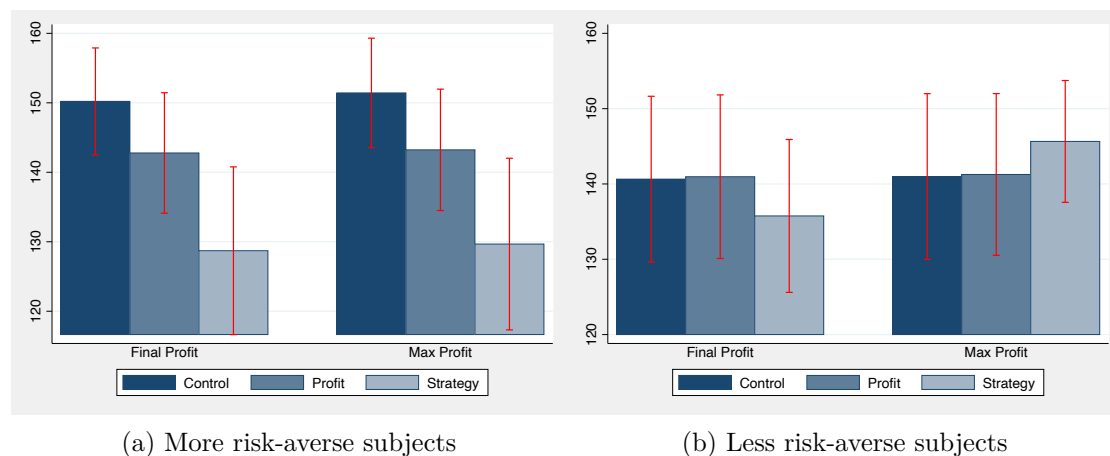 160
150
140
130
120
Final Profit
Max Profit
Control
Profit
Strategy
(a) More risk-averse subjects
160
150
140
130
120
Final Profit
Max Profit
Control
Profit
Strategy
(b) Less risk-averse subjects